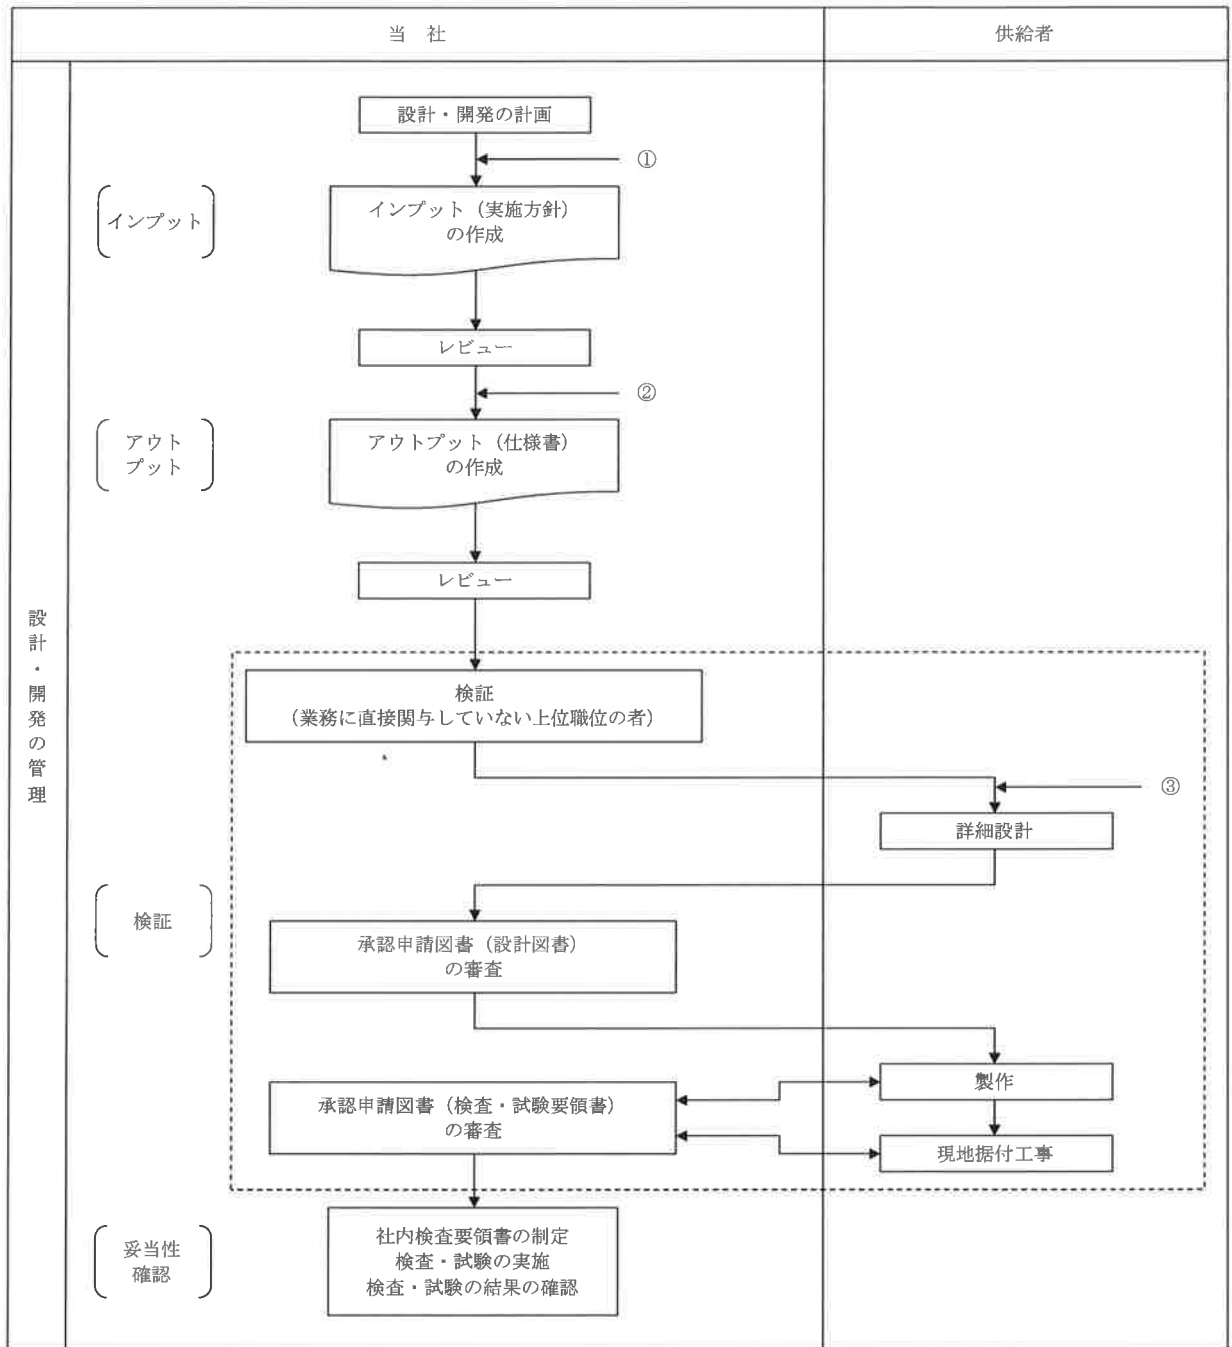 当 社
供給者
設計・開発の管理
設計・開発の計画
①
インプット
インプット（実施方針）
の作成
レビュー
②
アウト
プット
アウトプット（仕様書）
の作成
レビュー
検証
（業務に直接関与していない上位職位の者）
③
詳細設計
検証
承認申請図書（設計図書）
の審査
製作
承認申請図書（検査・試験要領書）
の審査
現地据付工事
妥当性
確認
社内検査要領書の制定
検査・試験の実施
検査・試験の結果の確認